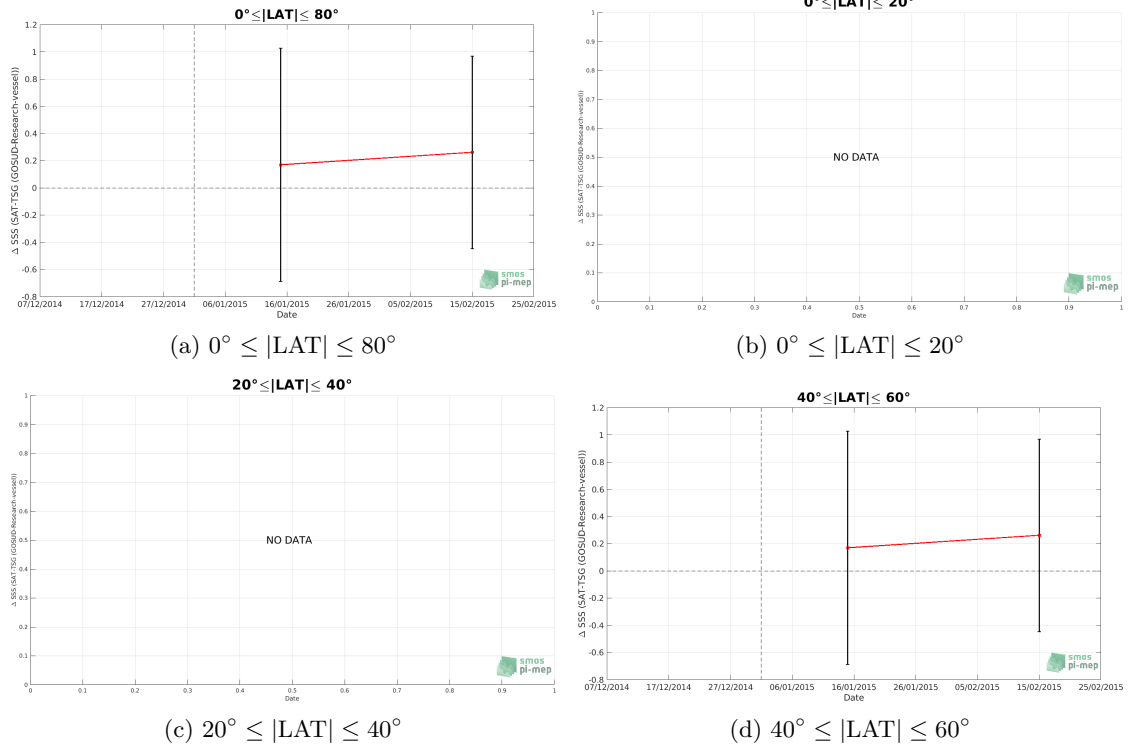 0°≤|LAT|≤ 80°
Δ SSS (SAT-TSG (GOSUD-Research-vessel))
1.2
1
0.8
0.6
0.4
0.2
0
-0.2
-0.4
-0.6
-0.8
07/12/2014 17/12/2014 27/12/2014 06/01/2015 16/01/2015 26/01/2015 05/02/2015 15/02/2015 25/02/2015
Date
smos
pi-mep
(a) 0° ≤ |LAT| ≤ 80°
0°≤|LAT|≤ 20°
Δ SSS (SAT-TSG (GOSUD-Research-vessel))
1
0.9
0.8
0.7
0.6
0.5
0.4
0.3
0.2
0.1
0
NO DATA
0 0.1 0.2 0.3 0.4 0.5 0.6 0.7 0.8 0.9 1
Date
smos
pi-mep
(b) 0° ≤ |LAT| ≤ 20°
20°≤|LAT|≤ 40°
Δ SSS (SAT-TSG (GOSUD-Research-vessel))
1
0.9
0.8
0.7
0.6
0.5
0.4
0.3
0.2
0.1
0
NO DATA
0 0.1 0.2 0.3 0.4 0.5 0.6 0.7 0.8 0.9 1
Date
smos
pi-mep
(c) 20° ≤ |LAT| ≤ 40°
40°≤|LAT|≤ 60°
Δ SSS (SAT-TSG (GOSUD-Research-vessel))
1.2
1
0.8
0.6
0.4
0.2
0
-0.2
-0.4
-0.6
-0.8
07/12/2014 17/12/2014 27/12/2014 06/01/2015 16/01/2015 26/01/2015 05/02/2015 15/02/2015 25/02/2015
Date
smos
pi-mep
(d) 40° ≤ |LAT| ≤ 60°